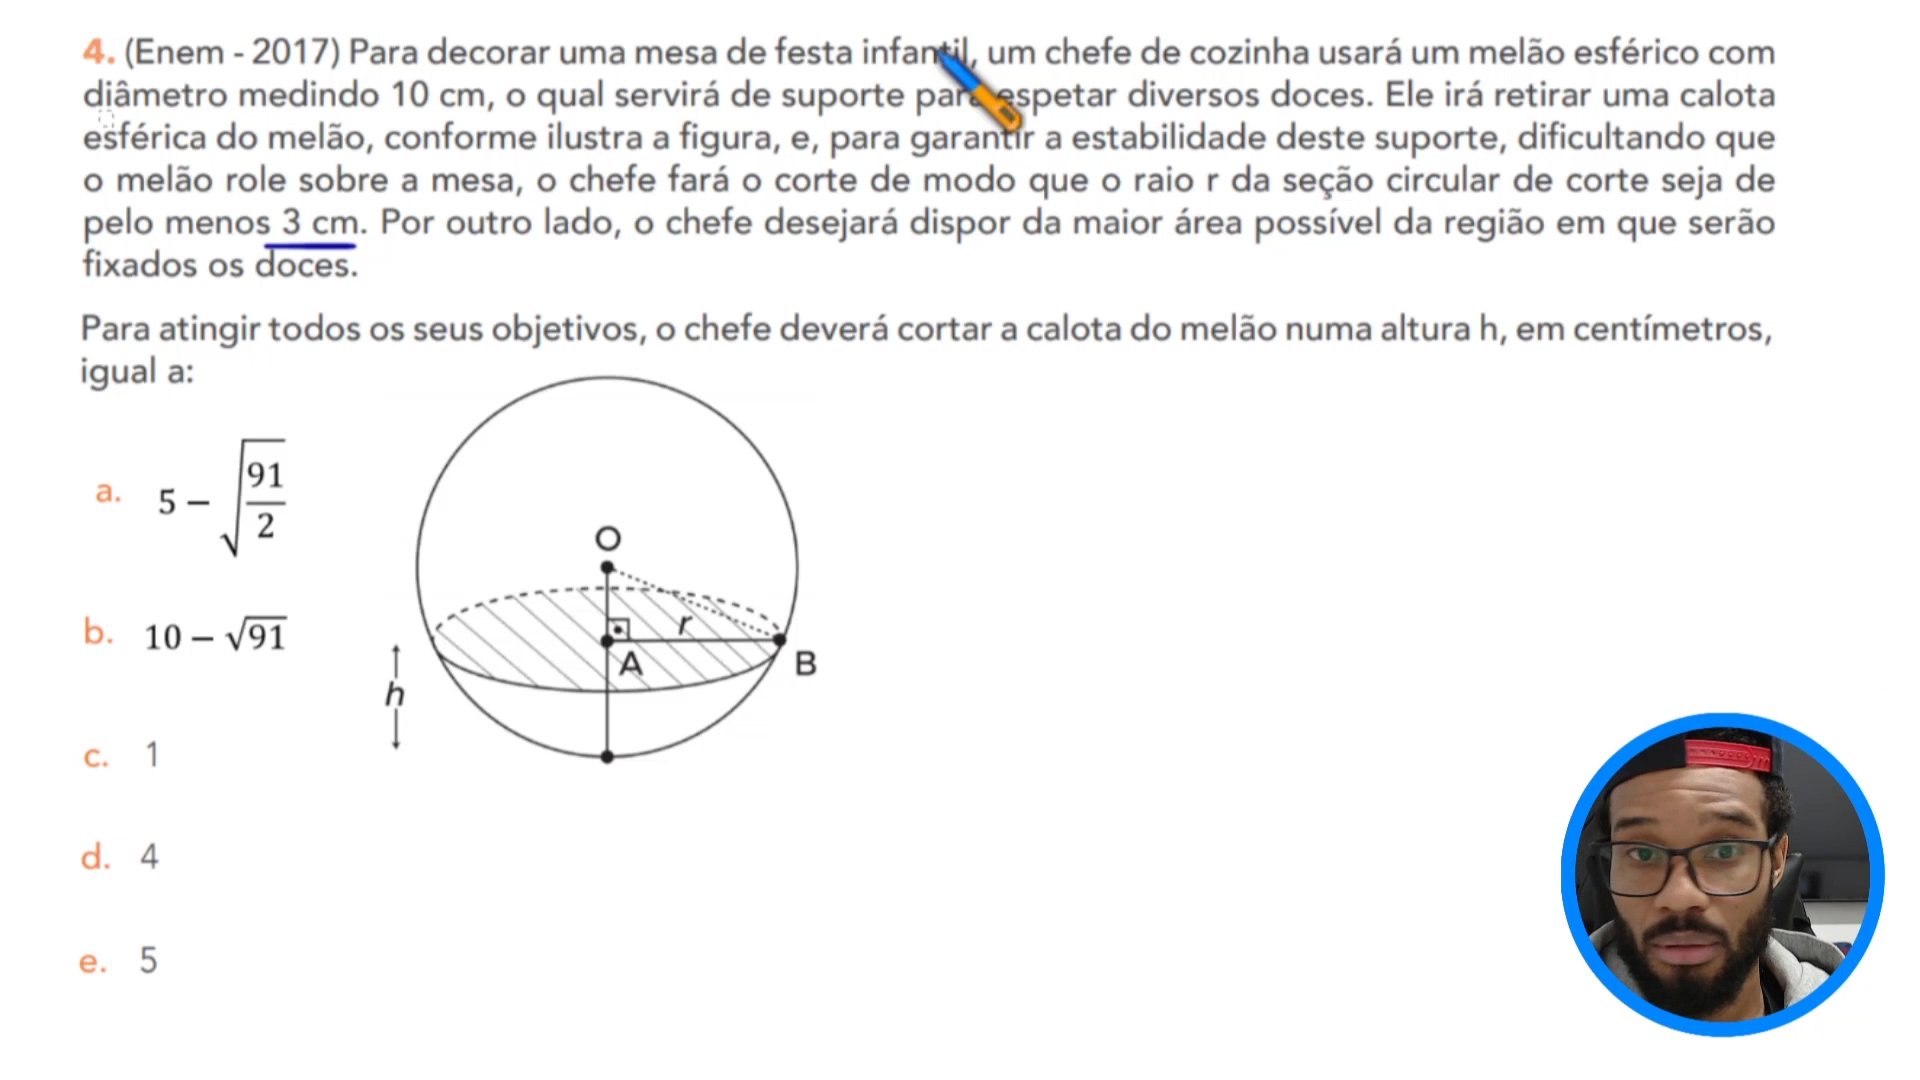 4. (Enem - 2017) Para decorar uma mesa de festa infantil, um chefe de cozinha usará um melão esférico com
diâmetro medindo 10 cm, o qual servirá de suporte para espetar diversos doces. Ele irá retirar uma calota
esférica do melão, conforme ilustra a figura, e, para garantir a estabilidade deste suporte, dificultando que
o melão role sobre a mesa, o chefe fará o corte de modo que o raio r da seção circular de corte seja de
pelo menos 3 cm. Por outro lado, o chefe desejará dispor da maior área possível da região em que serão
fixados os doces.
Para atingir todos os seus objetivos, o chefe deverá cortar a calota do melão numa altura h, em centímetros,
igual a:
a. 5 − √(91/2)
b. 10 − √91
c. 1
d. 4
e. 5
O
r
A
B
h